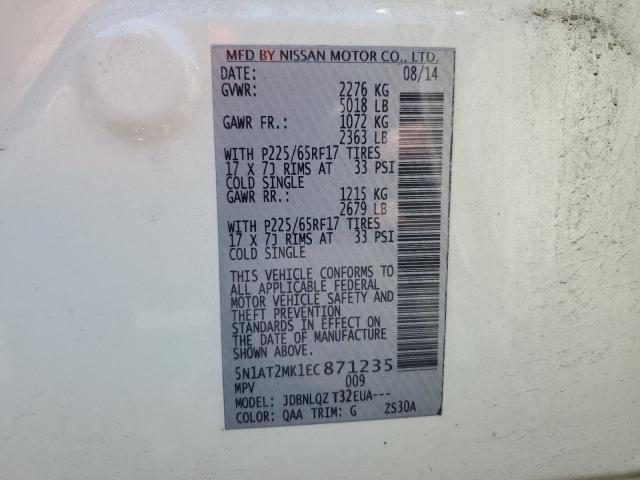 MFD BY NISSAN MOTOR CO., LTD.
DATE: 08/14
GVWR: 2276 KG
5018 LB
GAWR FR.: 1072 KG
2363 LB
WITH P225/65RF17 TIRES
17 X 7J RIMS AT 33 PSI
COLD SINGLE
GAWR RR.: 1215 KG
2679 LB
WITH P225/65RF17 TIRES
17 X 7J RIMS AT 33 PSI
COLD SINGLE
THIS VEHICLE CONFORMS TO
ALL APPLICABLE FEDERAL
MOTOR VEHICLE SAFETY AND
THEFT PREVENTION
STANDARDS IN EFFECT ON
THE DATE OF MANUFACTURE
SHOWN ABOVE.
5N1AT2MK1EC871235
MPV 009
MODEL: JDBNLQZ T32EUA---
COLOR: QAA TRIM: G ZS30A